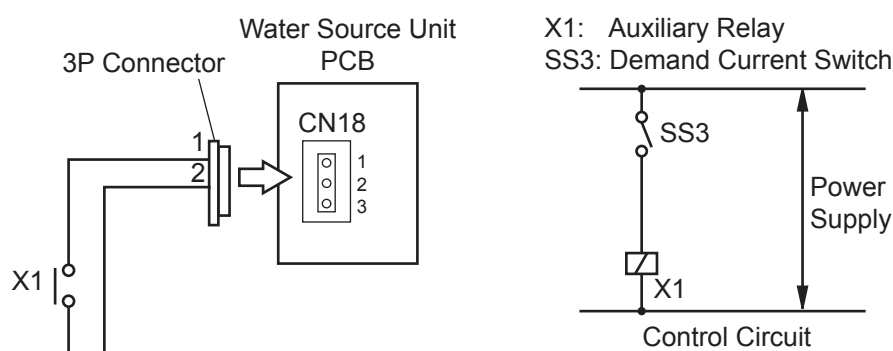 Water Source Unit
PCB
3P Connector
CN18
1
2
1
2
3
X1
X1: Auxiliary Relay
SS3: Demand Current Switch
SS3
Power
Supply
X1
Control Circuit